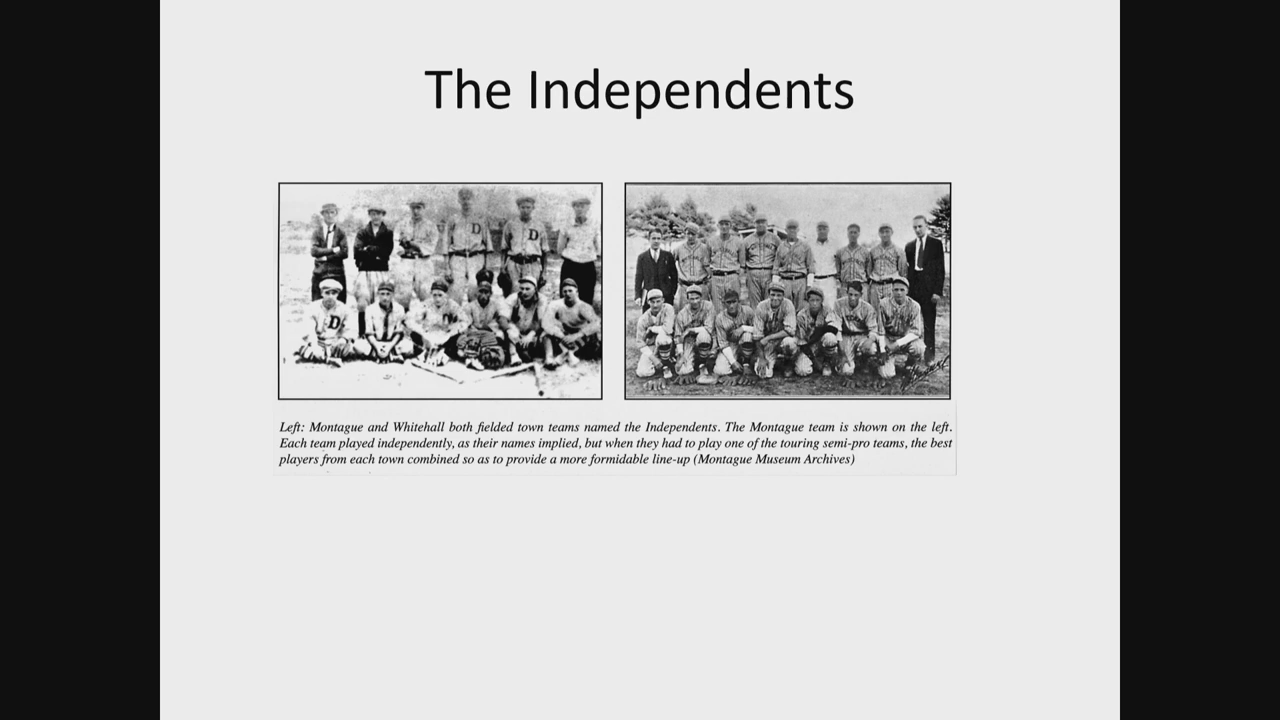 The Independents
D
D
D
Left: Montague and Whitehall both fielded town teams named the Independents. The Montague team is shown on the left.
Each team played independently, as their names implied, but when they had to play one of the touring semi-pro teams, the best
players from each town combined so as to provide a more formidable line-up (Montague Museum Archives)